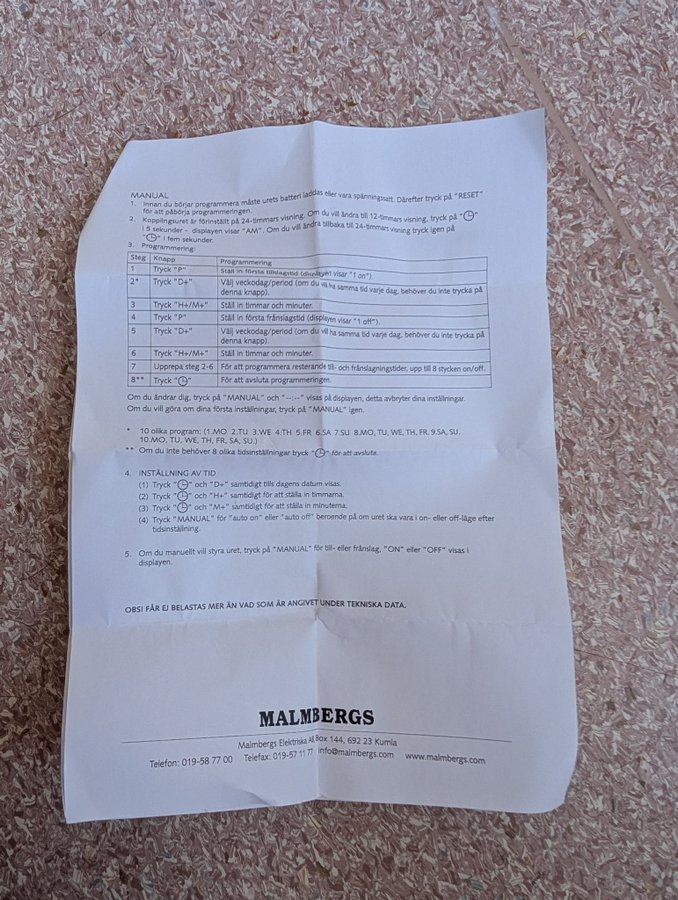 MANUAL
1. Innan du börjar programmera måste urets batteri laddas eller vara spänningssatt. Därefter tryck på "RESET"
för att påbörja programmeringen.
2. Kopplingsuret är förinställt på 24-timmars visning. Om du vill ändra till 12-timmars visning, tryck på "
" i 5 sekunder - displayen visar "AM". Om du vill ändra tillbaka till 24-timmars visning tryck igen på
" " i fem sekunder.
3. Programmering:
Steg Knapp Programmering
1 Tryck "P" Ställ in första tillslagstid (displayen visar "1 on").
2* Tryck "D+" Välj veckodag/period (om du vill ha samma tid varje dag, behöver du inte trycka på
denna knapp).
3 Tryck "H+/M+" Ställ in timmar och minuter.
4 Tryck "P" Ställ in första frånslagstid (displayen visar "1 off").
5 Tryck "D+" Välj veckodag/period (om du vill ha samma tid varje dag, behöver du inte trycka på
denna knapp).
6 Tryck "H+/M+" Ställ in timmar och minuter.
7 Upprepa steg 2-6 För att programmera resterande till- och frånslagningstider, upp till 8 stycken on/off.
8** Tryck " " För att avsluta programmeringen.
Om du ändrar dig, tryck på "MANUAL" och "--:--" visas på displayen, detta avbryter dina inställningar.
Om du vill göra om dina första inställningar, tryck på "MANUAL" igen.
* 10 olika program: (1.MO 2.TU 3.WE 4.TH 5.FR 6.SA 7.SU 8.MO, TU, WE, TH, FR. 9.SA, SU.
10.MO, TU, WE, TH, FR, SA, SU.)
** Om du inte behöver 8 olika tidsinställningar tryck " " för att avsluta.
4. INSTÄLLNING AV TID
(1) Tryck " " och "D+" samtidigt tills dagens datum visas.
(2) Tryck " " och "H+" samtidigt för att ställa in timmarna.
(3) Tryck " " och "M+" samtidigt för att ställa in minuterna.
(4) Tryck "MANUAL" för "auto on" eller "auto off" beroende på om uret ska vara i on- eller off-läge efter
tidsinställning.
5. Om du manuellt vill styra uret, tryck på "MANUAL" för till- eller frånslag, "ON" eller "OFF" visas i
displayen.
OBS! FÅR EJ BELASTAS MER ÄN VAD SOM ÄR ANGIVET UNDER TEKNISKA DATA.
MALMBERGS
Malmbergs Elektriska AB, Box 144, 692 23 Kumla
Telefon: 019-58 77 00 Telefax: 019-57 11 77 info@malmbergs.com www.malmbergs.com